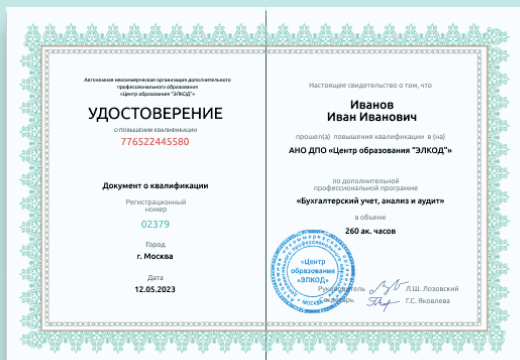 Автономная некоммерческая организация дополнительного
профессионального образования
«Центр образования "ЭЛКОД"»
УДОСТОВЕРЕНИЕ
О ПОВЫШЕНИИ КВАЛИФИКАЦИИ
776522445580
Документ о квалификации
Регистрационный
номер
02379
Город
г. Москва
Дата
12.05.2023
Настоящее свидетельство о том, что
Иванов
Иван Иванович
прошел(а) повышения квалификации в (на)
АНО ДПО «Центр образования "ЭЛКОД"»
по дополнительной
профессиональной программе
«Бухгалтерский учет, анализ и аудит»
в объеме
260 ак. часов
«Центр
образования
«ЭЛКОД»
МОСКВА
Руководитель Л.Ш. Лозовский
Секретарь Г.С. Яковлева